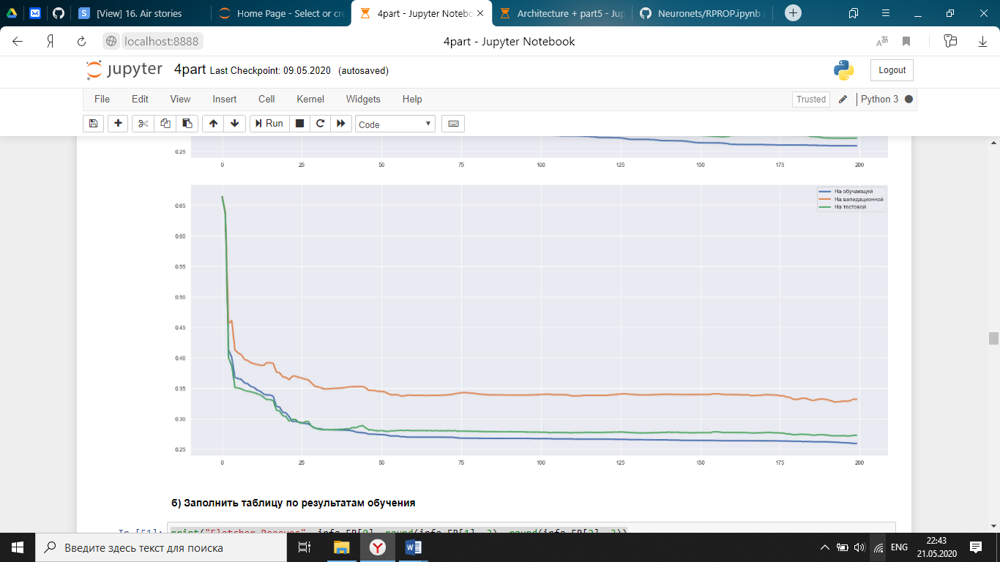 [View] 16. Air stories
Home Page - Select or cre
4part - Jupyter Notebo
Architecture + part5 - Jup
Neuronets/RPROP.ipynb
localhost:8888
4part - Jupyter Notebook
jupyter 4part Last Checkpoint: 09.05.2020 (autosaved)
Logout
File Edit View Insert Cell Kernel Widgets Help
Trusted Python 3
Run Code
0.25
0 25 50 75 100 125 150 175 200
На обучающей
На валидационной
На тестовой
0.65
0.60
0.55
0.50
0.45
0.40
0.35
0.30
0.25
0 25 50 75 100 125 150 175 200
б) Заполнить таблицу по результатам обучения
In [51]: print("Fletcher Reeves", info_FR[0], round(info_FR[1], 3), round(info_FR[2], 3))
Введите здесь текст для поиска
ENG
22:43
21.05.2020